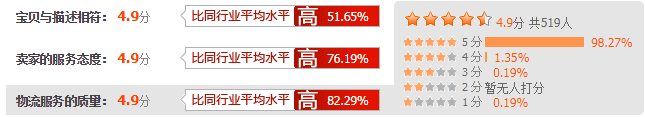 宝贝与描述相符： 4.9分 比同行业平均水平 高 51.65%
卖家的服务态度： 4.9分 比同行业平均水平 高 76.19%
物流服务的质量： 4.9分 比同行业平均水平 高 82.29%
4.9分 共519人
5分 98.27%
4分 1.35%
3分 0.19%
2分 暂无人打分
1分 0.19%